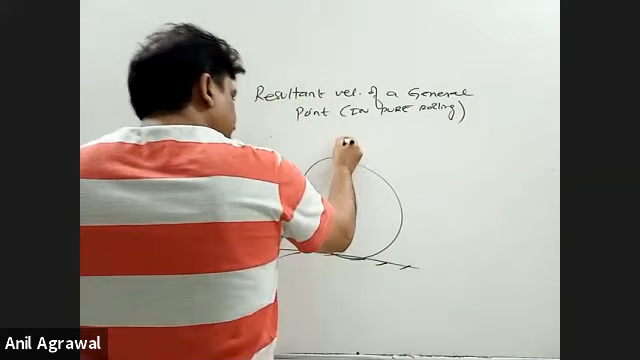 Resultant vel. of a General
Point (IN PURE Rolling)
Anil Agrawal